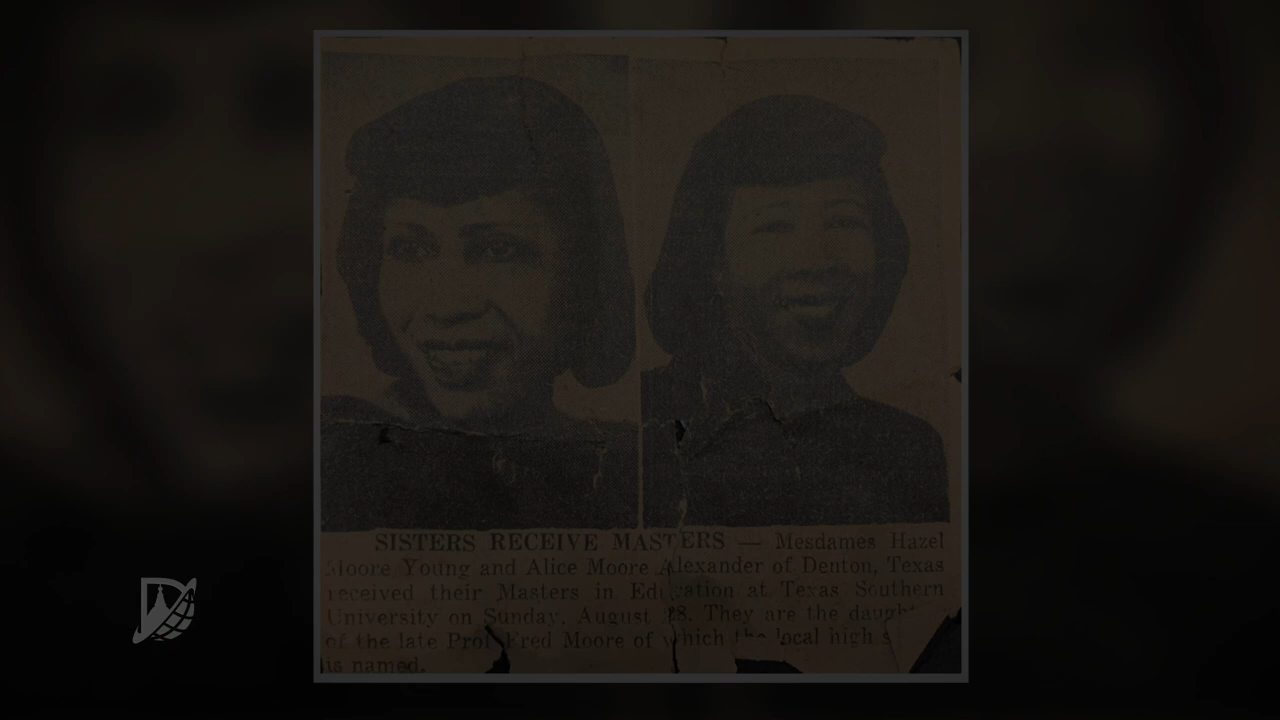 SISTERS RECEIVE MASTERS — Mesdames Hazel
Moore Young and Alice Moore Alexander of Denton, Texas
received their Masters in Education at Texas Southern
University on Sunday, August 28. They are the
of the late Prof. Fred Moore of which the local high
is named.